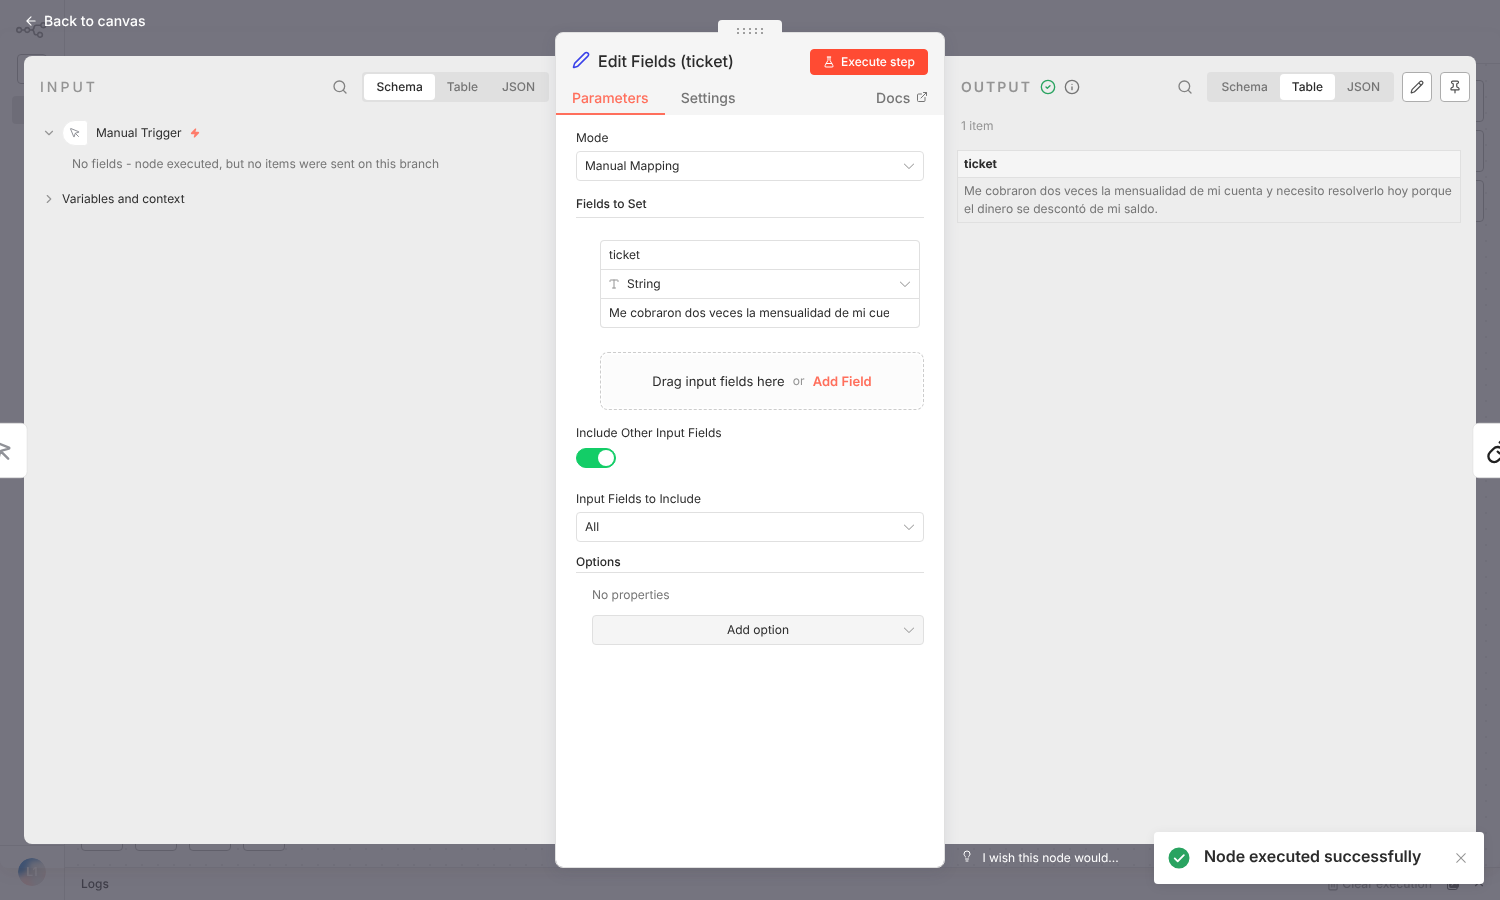 Back to canvas
INPUT
Schema
Table
JSON
Manual Trigger
No fields - node executed, but no items were sent on this branch
Variables and context
Edit Fields (ticket)
Execute step
Parameters
Settings
Docs
Mode
Manual Mapping
Fields to Set
ticket
String
Me cobraron dos veces la mensualidad de mi cue
Drag input fields here or Add Field
Include Other Input Fields
Input Fields to Include
All
Options
No properties
Add option
OUTPUT
Schema
Table
JSON
1 item
ticket
Me cobraron dos veces la mensualidad de mi cuenta y necesito resolverlo hoy porque
el dinero se descontó de mi saldo.
I wish this node would...
Node executed successfully
Logs
Clear execution